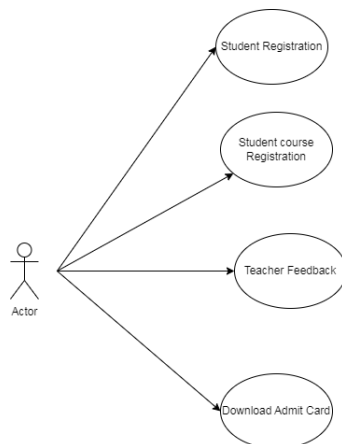 Student Registration
Student course
Registration
Teacher Feedback
Actor
Download Admit Card